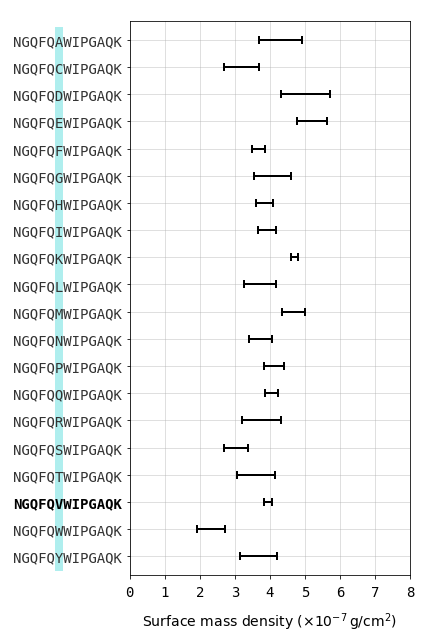 NGQFQAWIPGAQK
NGQFQCWIPGAQK
NGQFQDWIPGAQK
NGQFQEWIPGAQK
NGQFQFWIPGAQK
NGQFQGWIPGAQK
NGQFQHWIPGAQK
NGQFQIWIPGAQK
NGQFQKWIPGAQK
NGQFQLWIPGAQK
NGQFQMWIPGAQK
NGQFQNWIPGAQK
NGQFQPWIPGAQK
NGQFQQWIPGAQK
NGQFQRWIPGAQK
NGQFQSWIPGAQK
NGQFQTWIPGAQK
NGQFQVWIPGAQK
NGQFQWWIPGAQK
NGQFQYWIPGAQK
0 1 2 3 4 5 6 7 8
Surface mass density (×10⁻⁷ g/cm²)